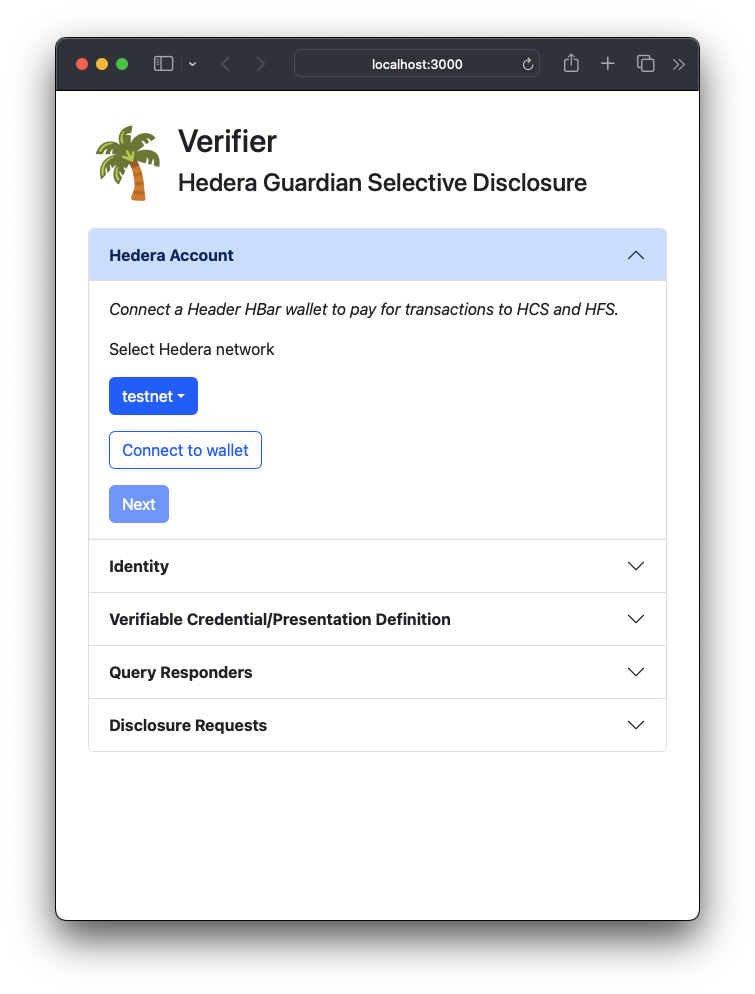 localhost:3000
Verifier
Hedera Guardian Selective Disclosure
Hedera Account
Connect a Header HBar wallet to pay for transactions to HCS and HFS.
Select Hedera network
testnet
Connect to wallet
Next
Identity
Verifiable Credential/Presentation Definition
Query Responders
Disclosure Requests